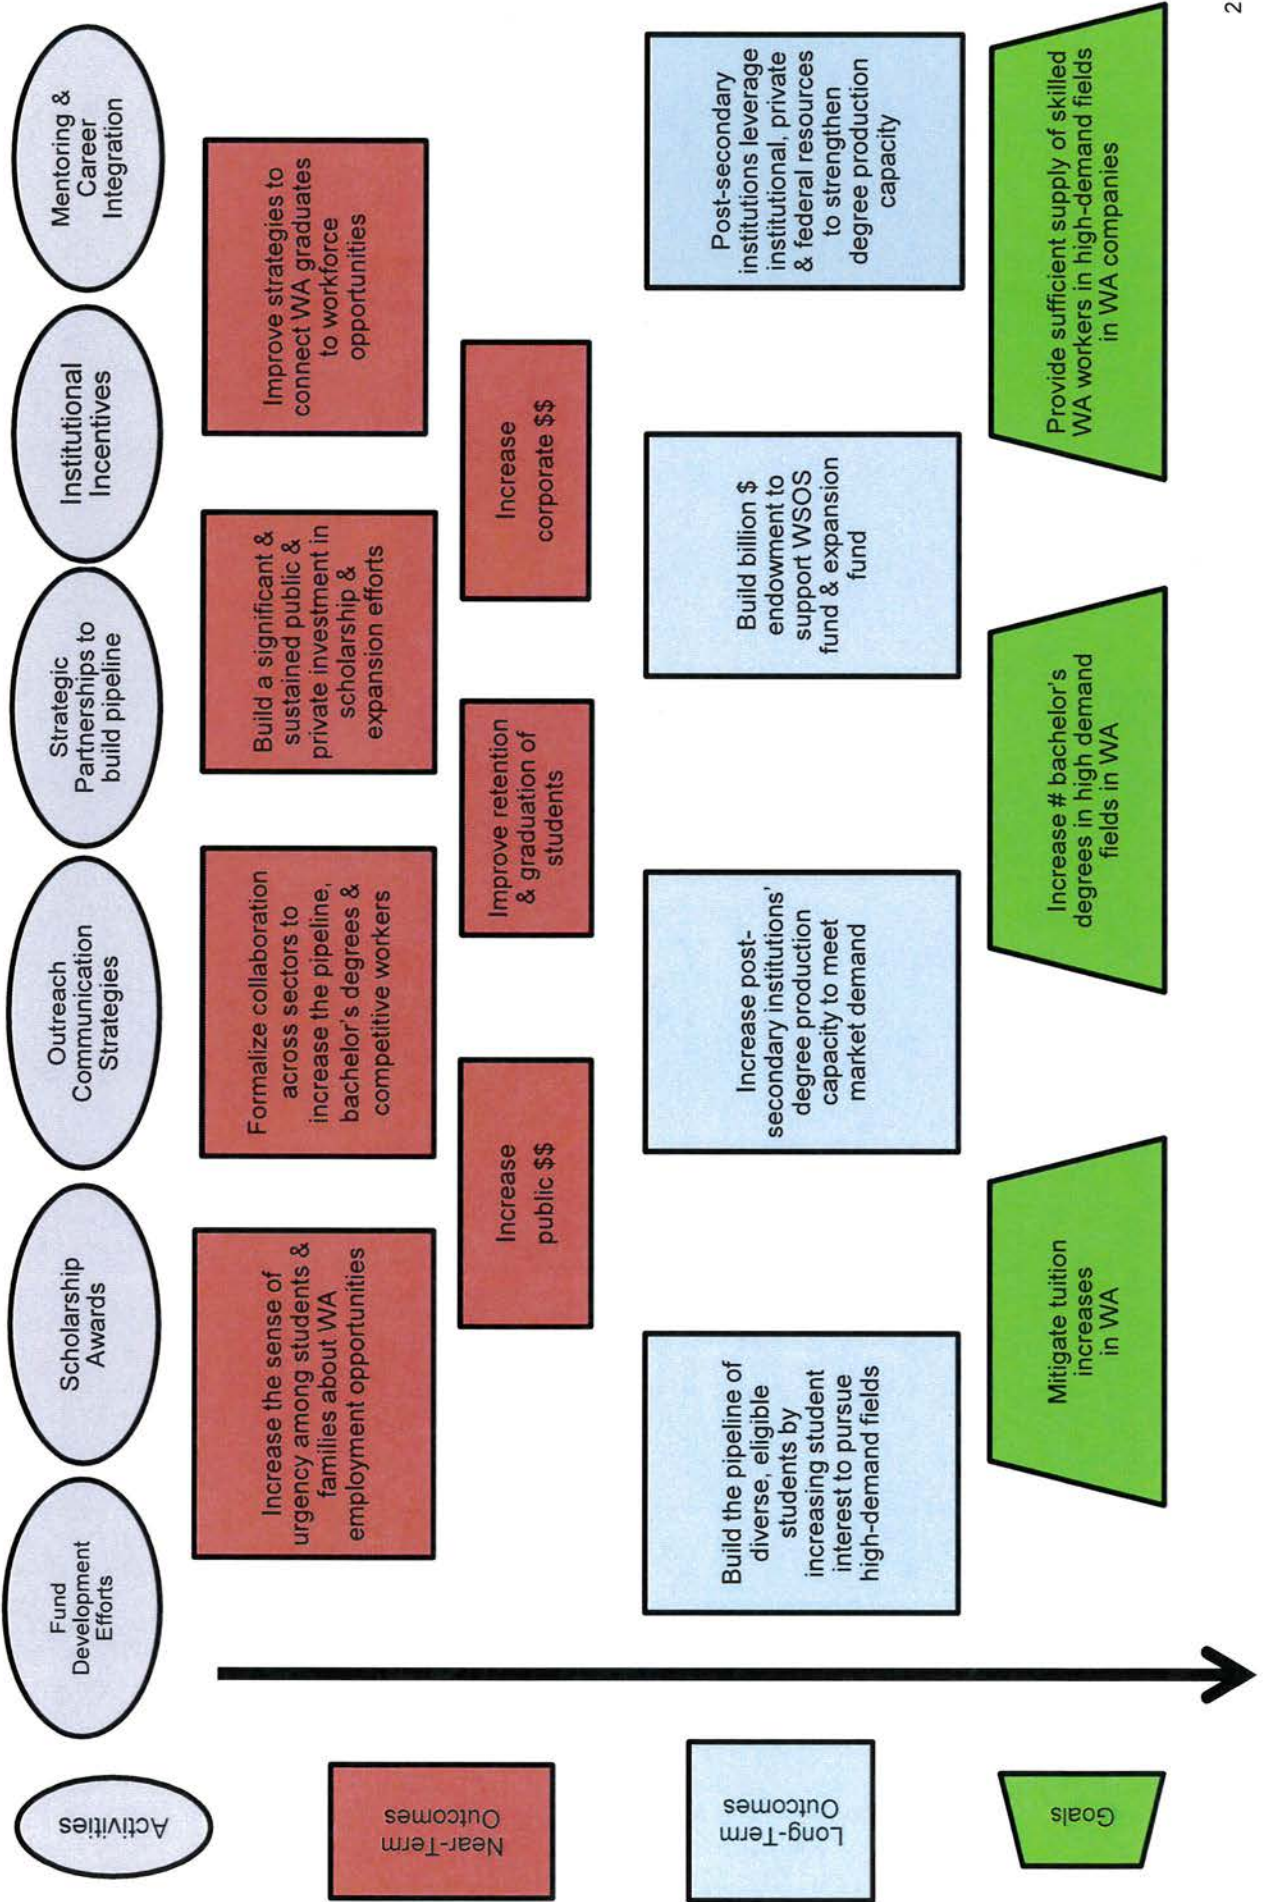 Activities
Fund
Development
Efforts
Scholarship
Awards
Outreach
Communication
Strategies
Strategic
Partnerships to
build pipeline
Institutional
Incentives
Mentoring &
Career
Integration
Near-Term
Outcomes
Increase the sense of
urgency among students &
families about WA
employment opportunities
Formalize collaboration
across sectors to
increase the pipeline,
bachelor's degrees &
competitive workers
Build a significant &
sustained public &
private investment in
scholarship &
expansion efforts
Improve strategies to
connect WA graduates
to workforce
opportunities
Increase
public $$
Improve retention
& graduation of
students
Increase
corporate $$
Long-Term
Outcomes
Build the pipeline of
diverse, eligible
students by
increasing student
interest to pursue
high-demand fields
Increase post-
secondary institutions'
degree production
capacity to meet
market demand
Build billion $
endowment to
support WSOS
fund & expansion
fund
Post-secondary
institutions leverage
institutional, private
& federal resources
to strengthen
degree production
capacity
Goals
Mitigate tuition
increases
in WA
Increase # bachelor's
degrees in high demand
fields in WA
Provide sufficient supply of skilled
WA workers in high-demand fields
in WA companies
2